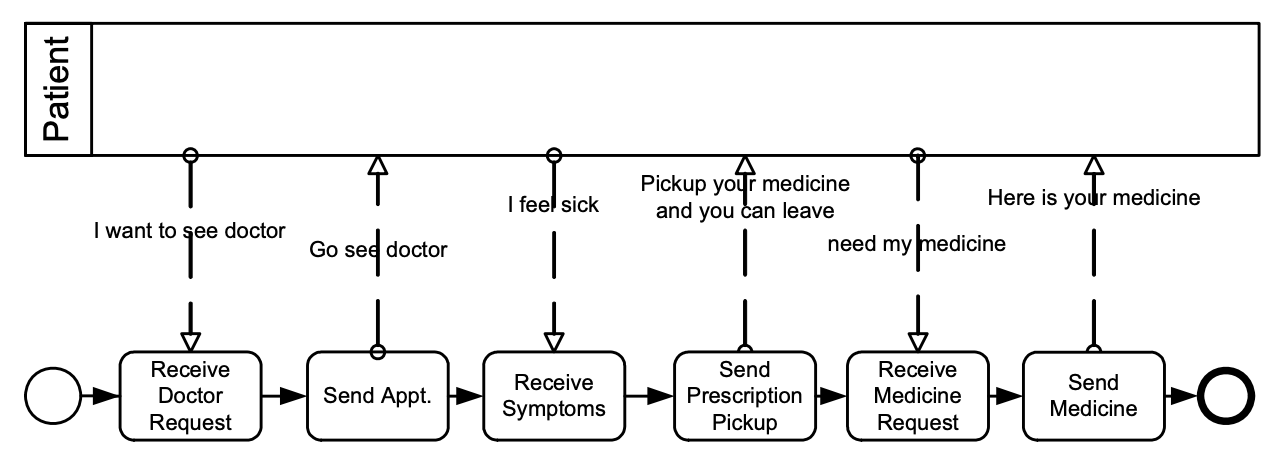 Patient
I want to see doctor
Go see doctor
I feel sick
Pickup your medicine
and you can leave
need my medicine
Here is your medicine
Receive
Doctor
Request
Send Appt.
Receive
Symptoms
Send
Prescription
Pickup
Receive
Medicine
Request
Send
Medicine